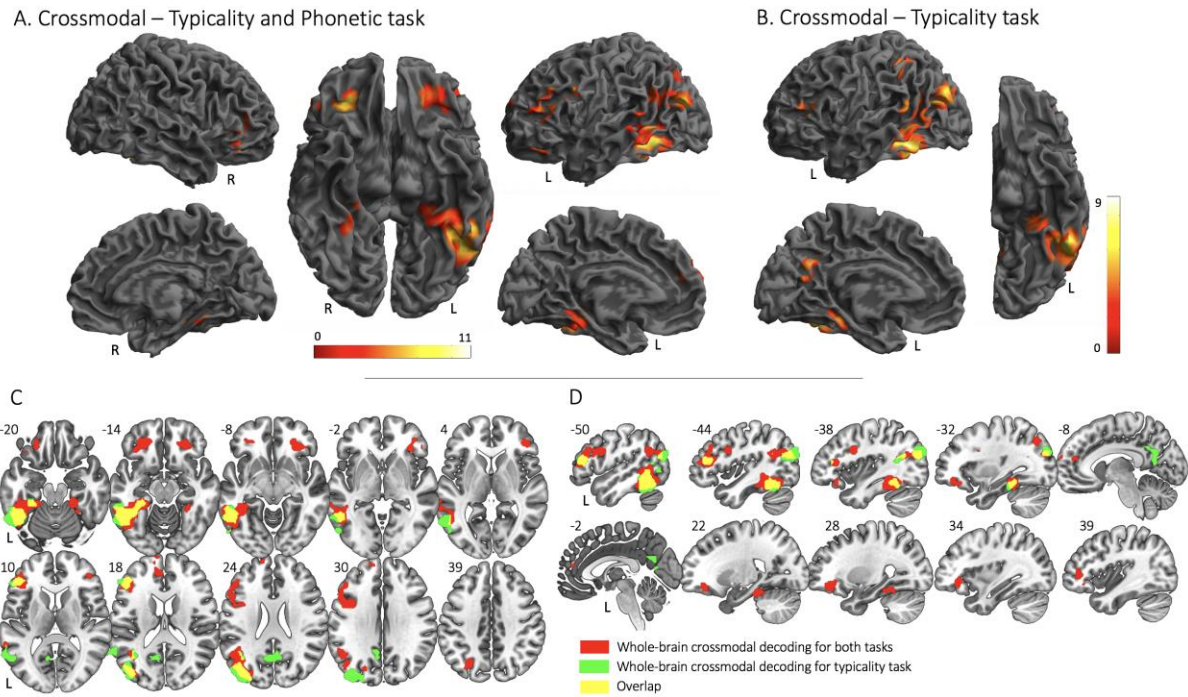 A. Crossmodal – Typicality and Phonetic task
B. Crossmodal – Typicality task
R
L
L
9
L
0
R
L
R
0
11
L
L
C
D
-20
-14
-8
-2
4
L
10
18
24
30
39
L
-50
-44
-38
-32
-8
L
-2
22
28
34
39
L
Whole-brain crossmodal decoding for both tasks
Whole-brain crossmodal decoding for typicality task
Overlap